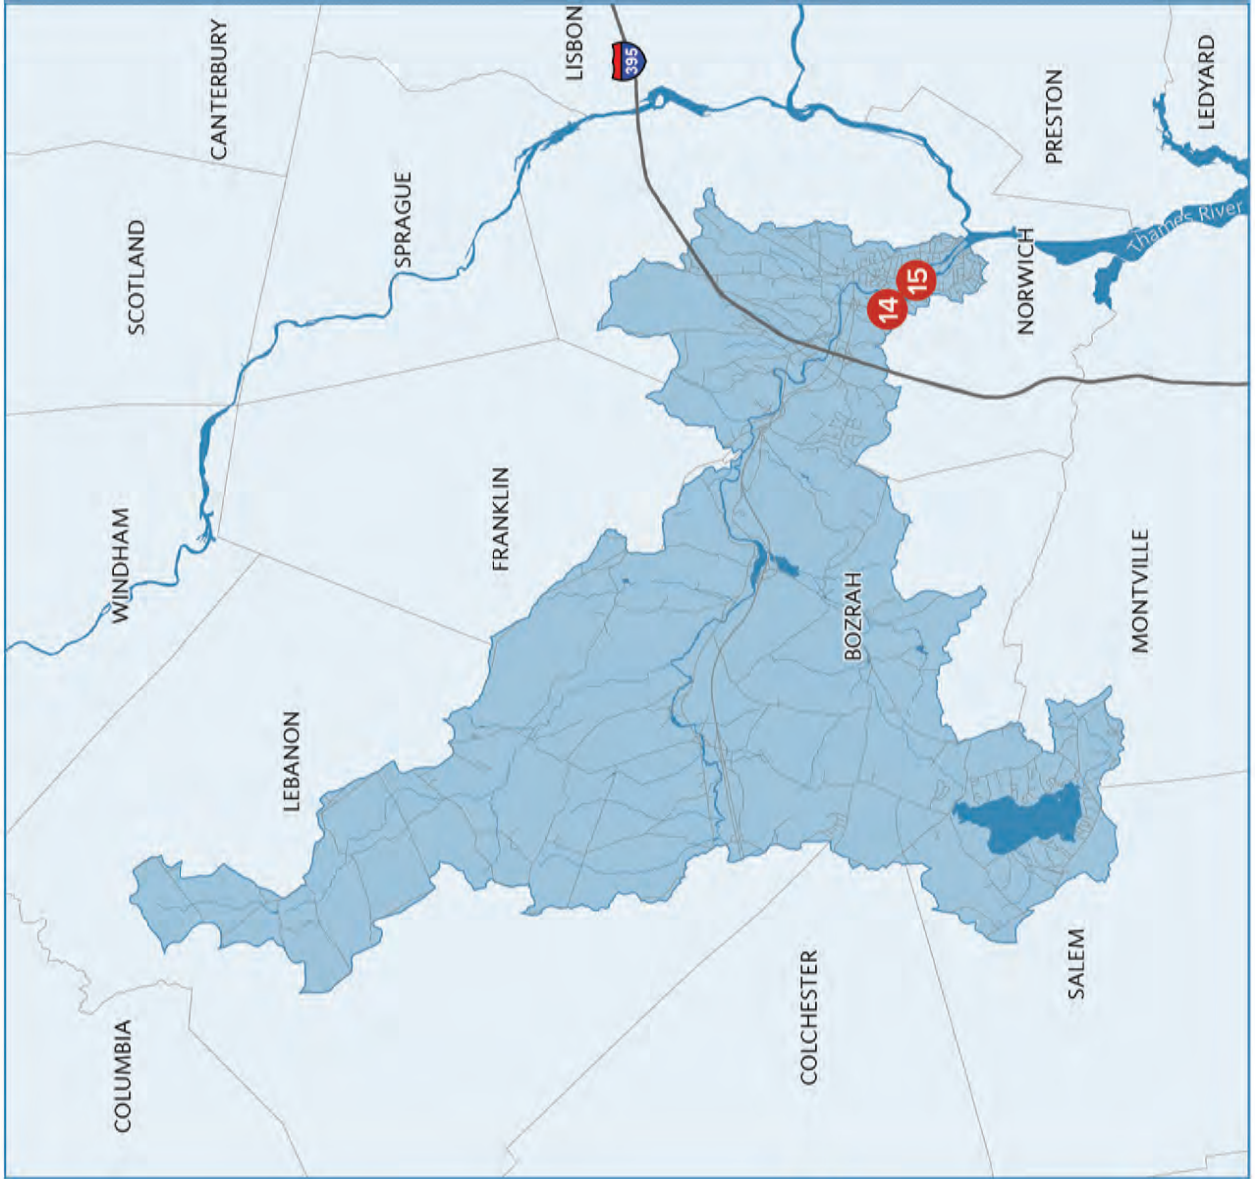 COLUMBIA
LEBANON
WINDHAM
SCOTLAND
CANTERBURY
SPRAGUE
FRANKLIN
LISBON
395
COLCHESTER
BOZRAH
14
15
SALEM
MONTVILLE
NORWICH
PRESTON
Thames River
LEDYARD